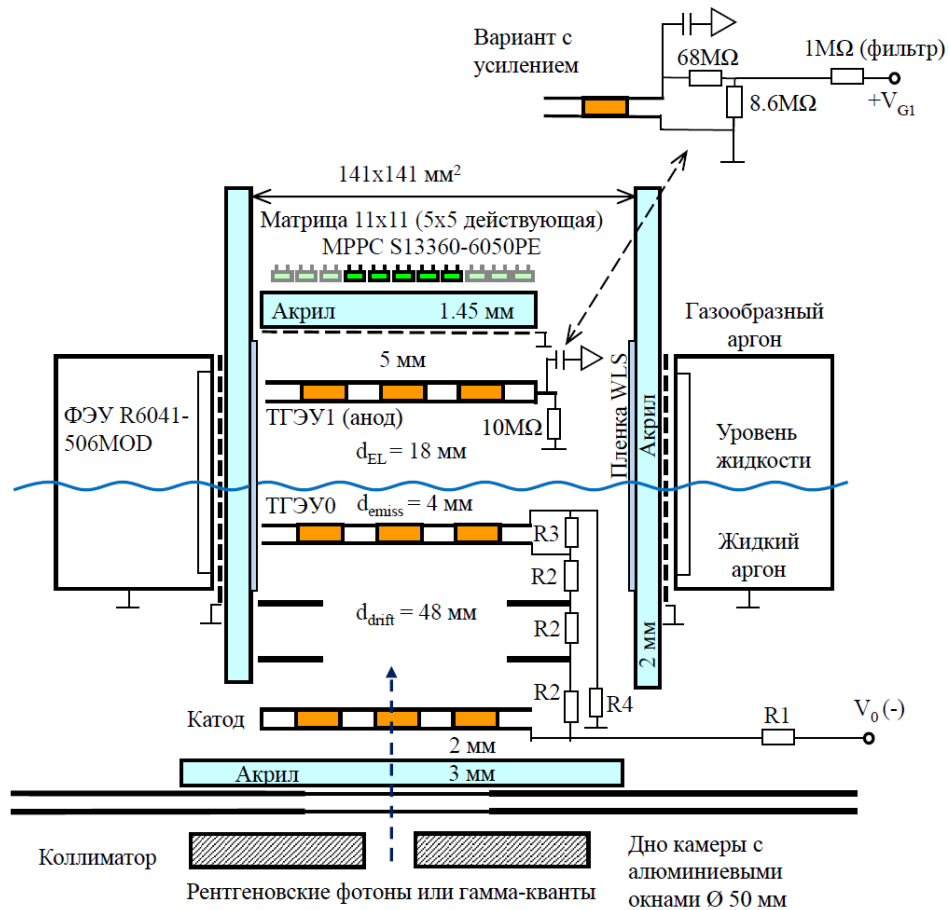 Вариант с
усилением
68MΩ
1MΩ (фильтр)
8.6MΩ
+V_G1
141x141 мм²
Матрица 11x11 (5x5 действующая)
MPPC S13360-6050PE
Акрил 1.45 мм
5 мм
Газообразный
аргон
ФЭУ R6041-
506MOD
ТГЭУ1 (анод)
10MΩ
d_EL = 18 мм
Пленка WLS
Акрил
Уровень
жидкости
ТГЭУ0
d_emiss = 4 мм
R3
R2
Жидкий
аргон
d_drift = 48 мм
R2
2 мм
R2
R4
Катод
R1
V_0 (-)
2 мм
Акрил 3 мм
Коллиматор
Дно камеры с
алюминиевыми
окнами Ø 50 мм
Рентгеновские фотоны или гамма-кванты